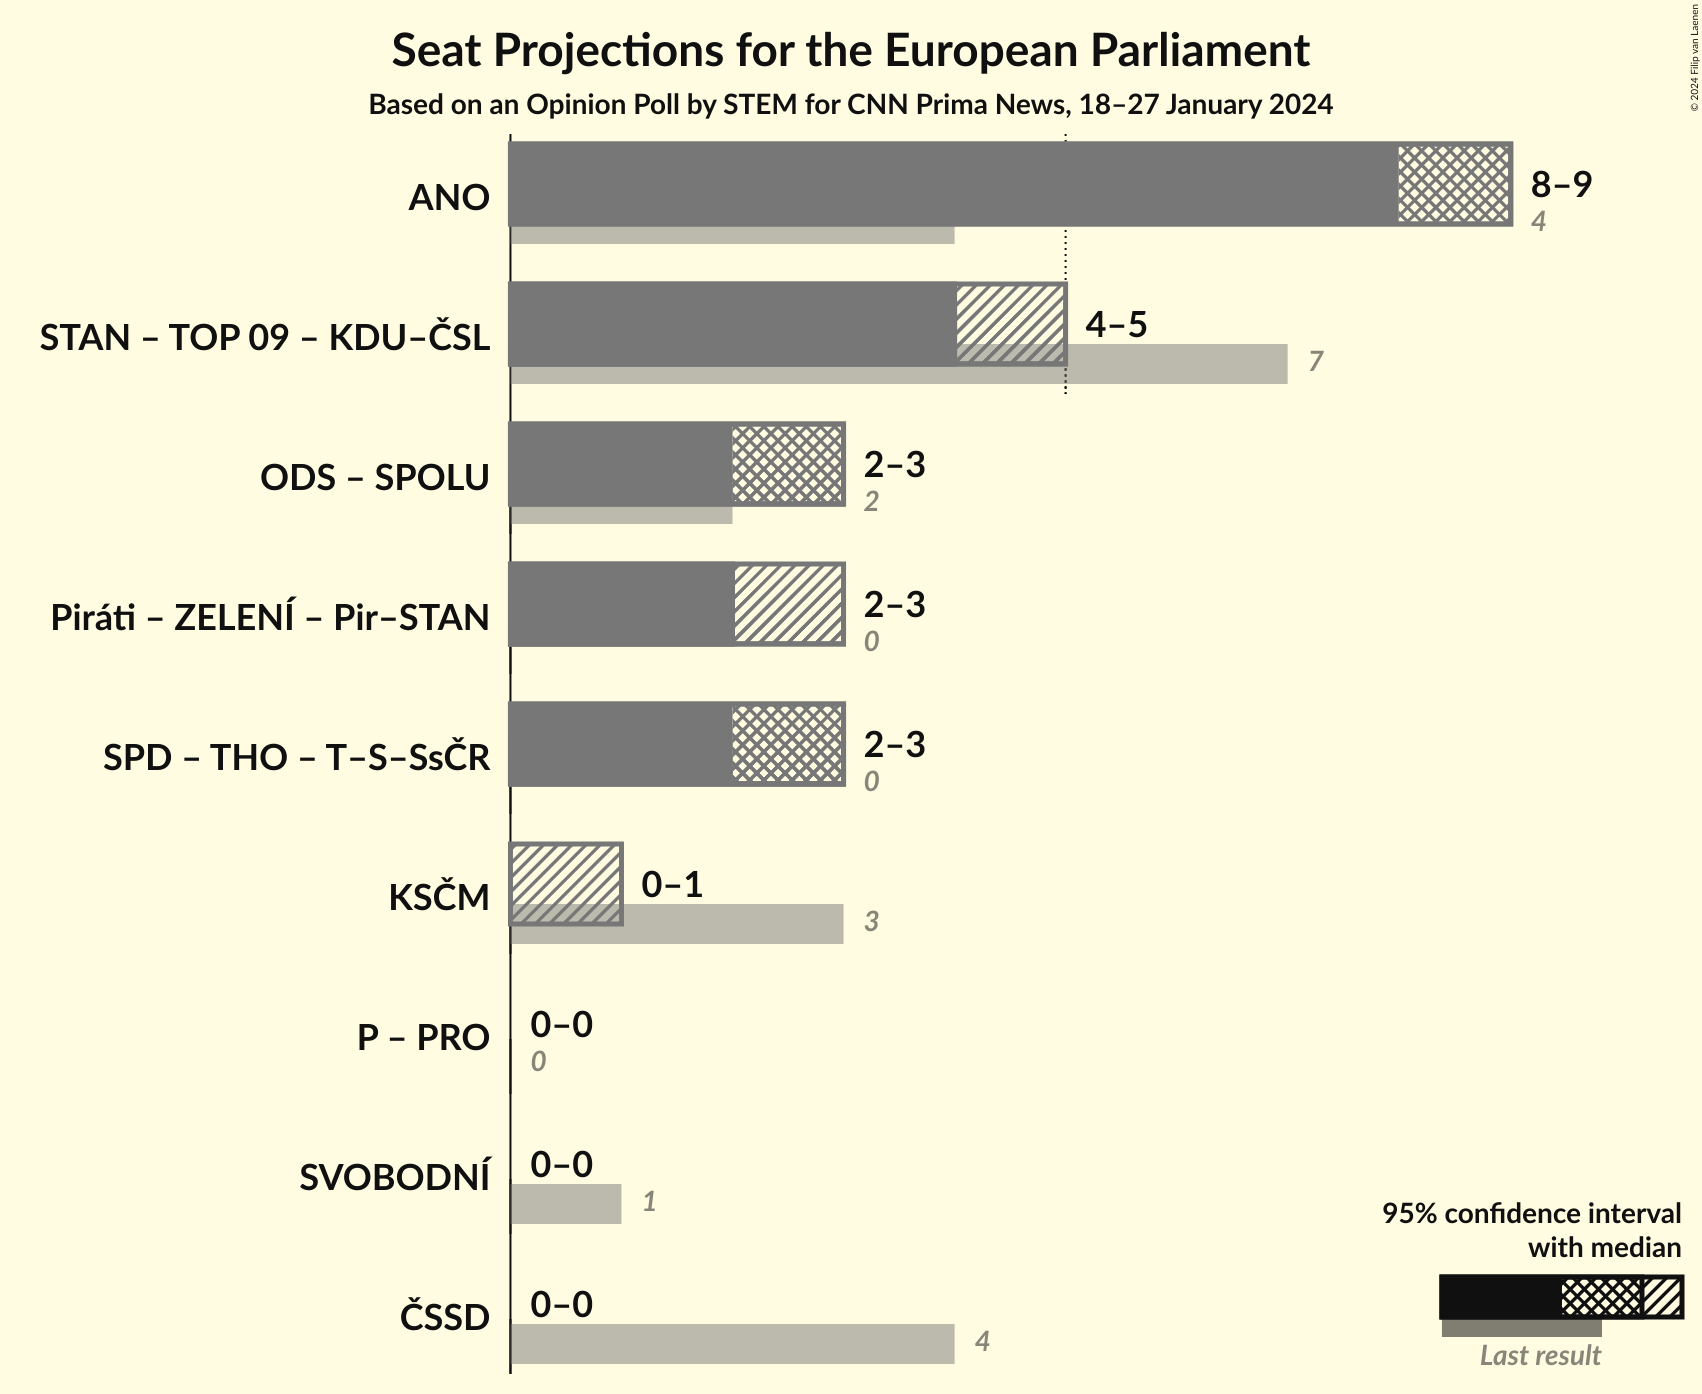 Seat Projections for the European Parliament
Based on an Opinion Poll by STEM for CNN Prima News, 18–27 January 2024
© 2024 Filip van Laenen
ANO
8–9
4
STAN – TOP 09 – KDU–ČSL
4–5
7
ODS – SPOLU
2–3
2
Piráti – ZELENÍ – Pir–STAN
2–3
0
SPD – THO – T–S–SsČR
2–3
0
KSČM
0–1
3
P – PRO
0–0
0
SVOBODNÍ
0–0
1
ČSSD
0–0
4
95% confidence interval
with median
Last result